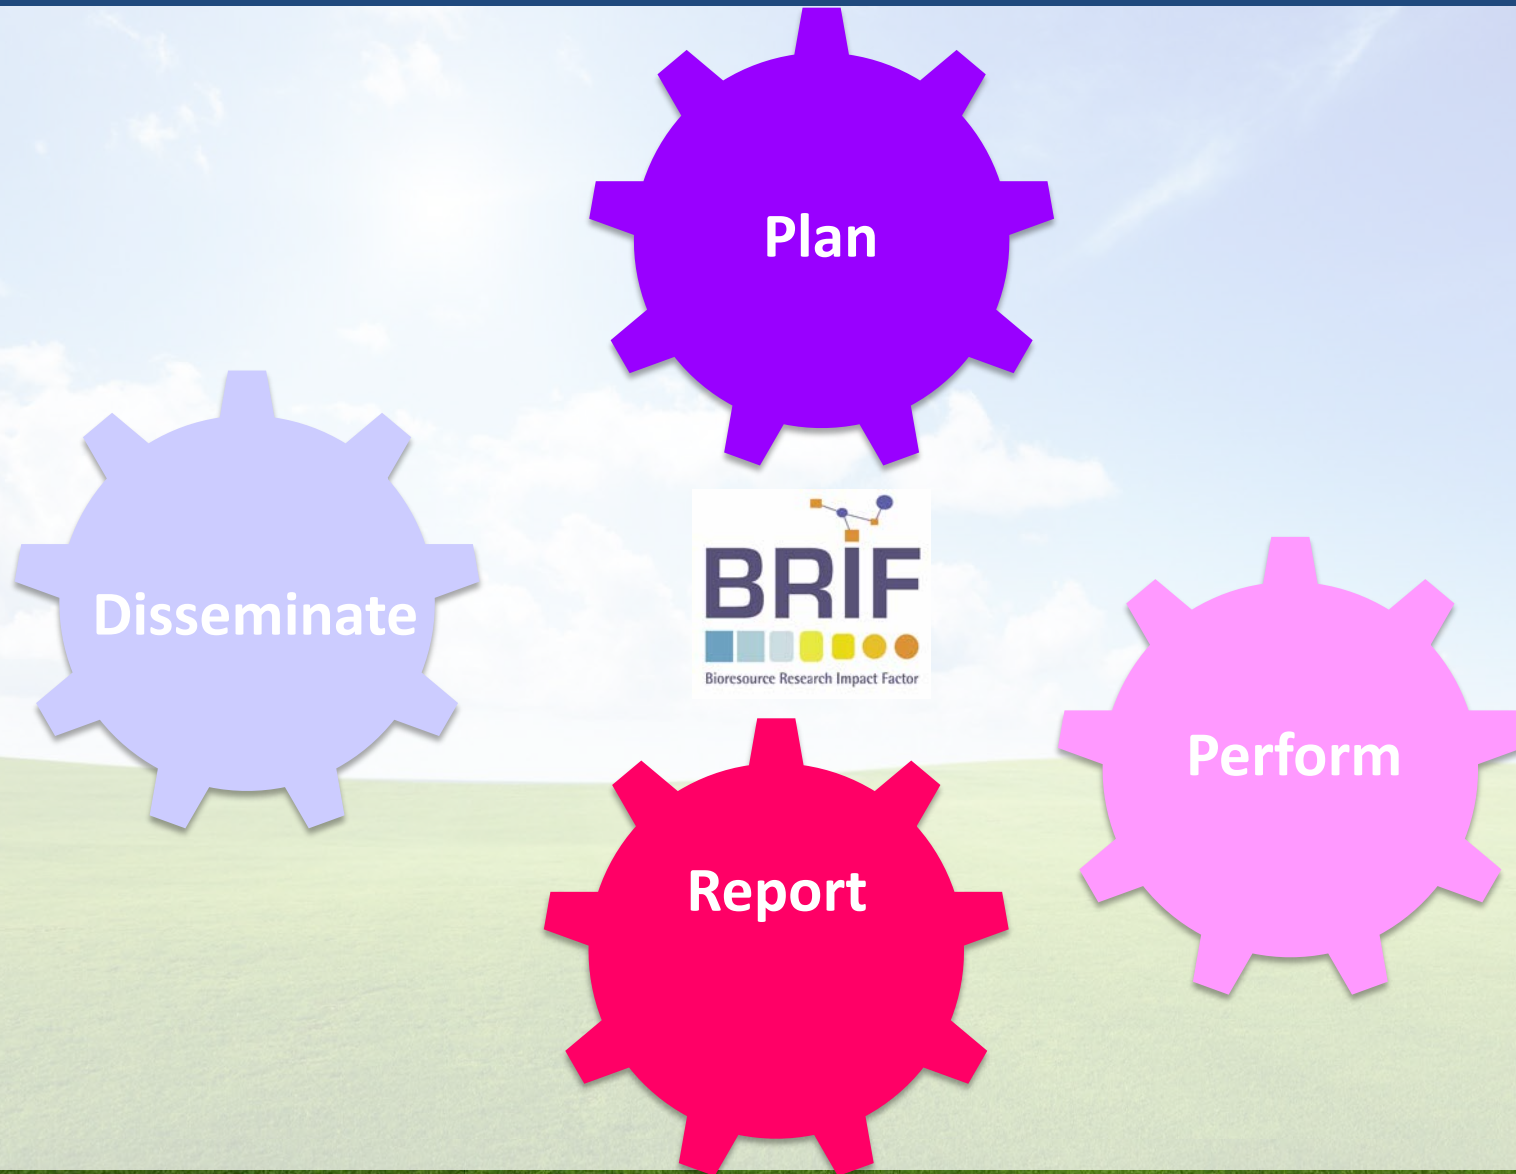 Plan
Disseminate
BRIF
Bioresource Research Impact Factor
Perform
Report